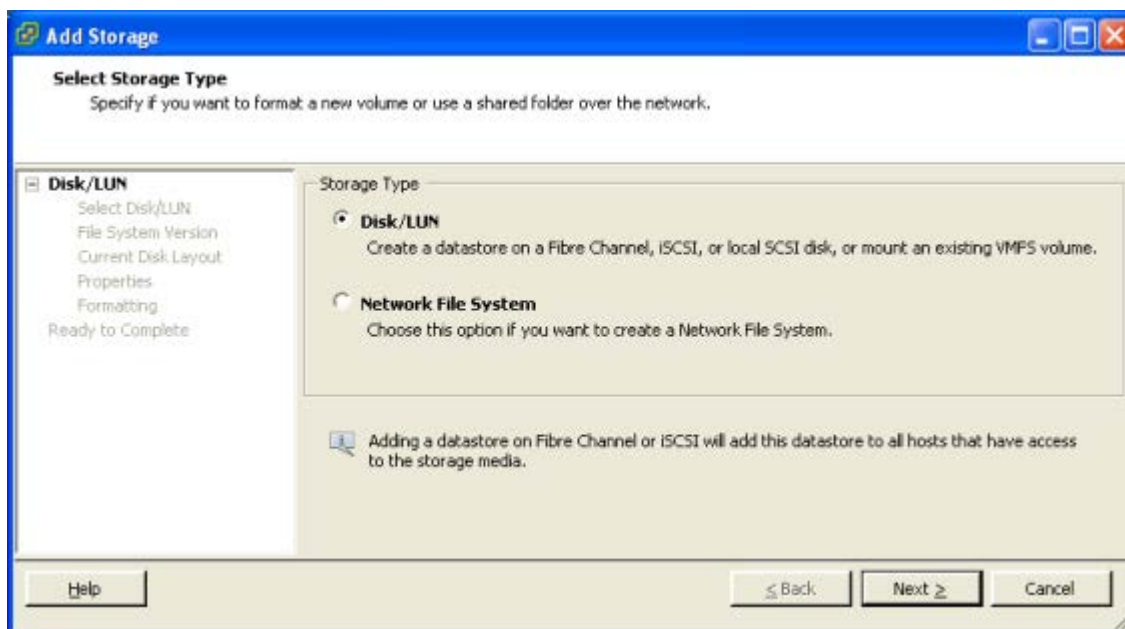 Add Storage
Select Storage Type
Specify if you want to format a new volume or use a shared folder over the network.
Disk/LUN
Select Disk/LUN
File System Version
Current Disk Layout
Properties
Formatting
Ready to Complete
Storage Type
Disk/LUN
Create a datastore on a Fibre Channel, iSCSI, or local SCSI disk, or mount an existing VMFS volume.
Network File System
Choose this option if you want to create a Network File System.
Adding a datastore on Fibre Channel or iSCSI will add this datastore to all hosts that have access
to the storage media.
Help
≤ Back
Next ≥
Cancel